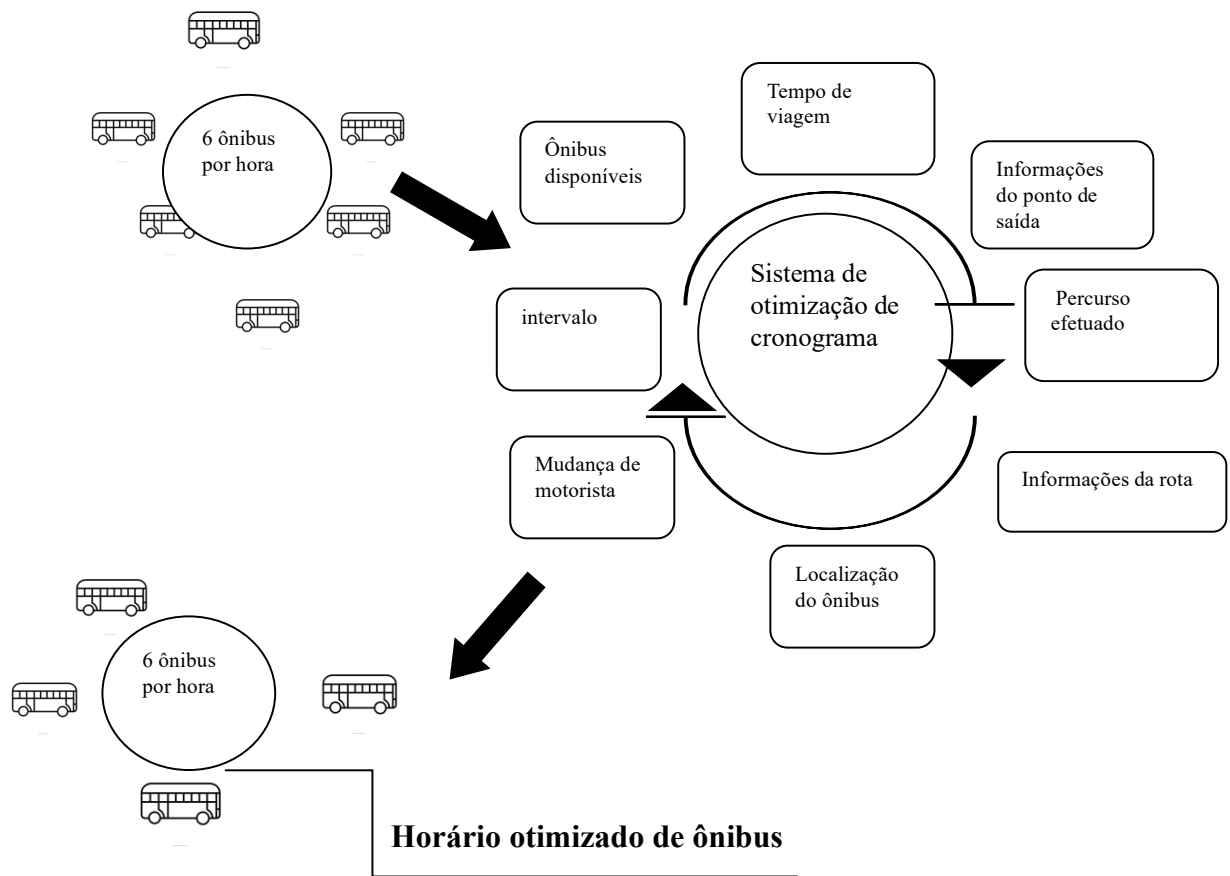 6 ônibus
por hora
Ônibus
disponíveis
Tempo de
viagem
Informações
do ponto de
saída
intervalo
Sistema de
otimização de
cronograma
Percurso
efetuado
Mudança de
motorista
Informações da rota
Localização
do ônibus
6 ônibus
por hora
Horário otimizado de ônibus